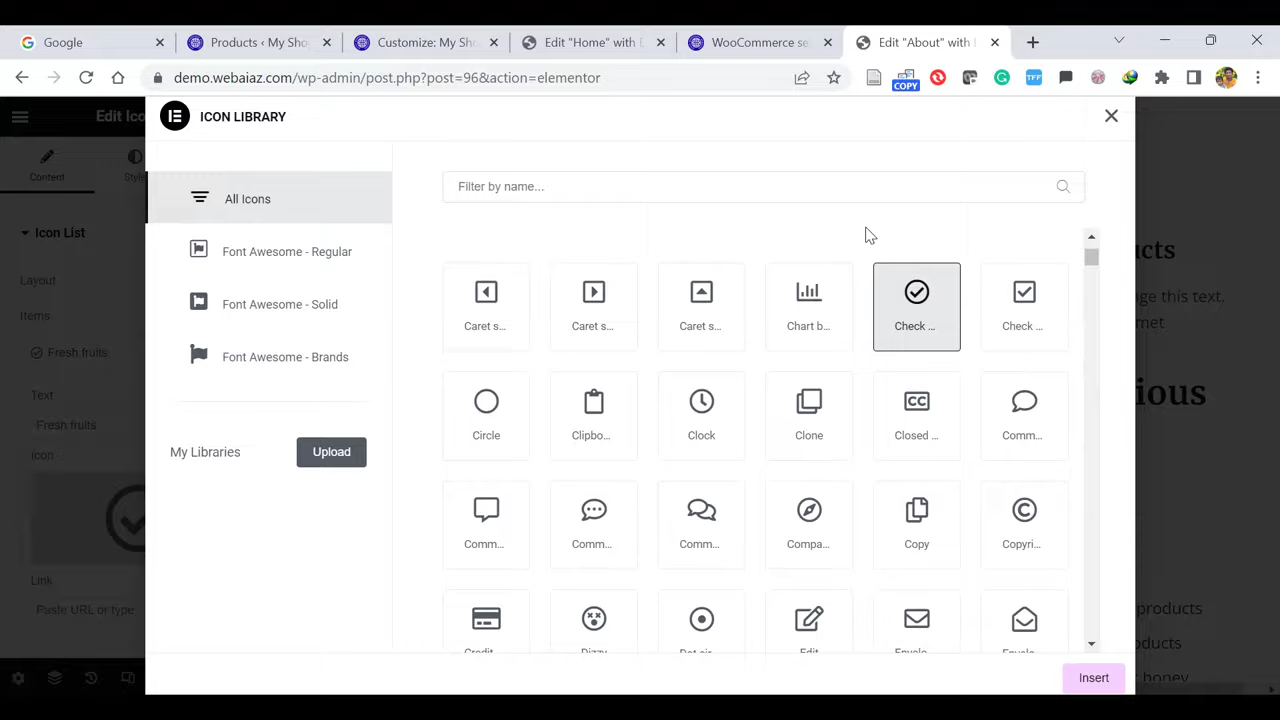 Google
Products ‹ My Sho
Customize: My Sh
Edit "Home" with E
WooCommerce se
Edit "About" with E
demo.webaiaz.com/wp-admin/post.php?post=96&action=elementor
COPY
TFF
Edit Ico
ICON LIBRARY
Content
Style
All Icons
Filter by name...
Icon List
Font Awesome - Regular
Layout
Font Awesome - Solid
Items
Caret s...
Caret s...
Caret s...
Chart b...
Check ...
Check ...
Fresh fruits
Font Awesome - Brands
Text
Fresh fruits
Circle
Clipbo...
Clock
Clone
Closed ...
Comm...
Icon
My Libraries
Upload
Comm...
Comm...
Comm...
Compa...
Copy
Copyri...
Link
Paste URL or type
Credit
Dizzy
Dot cir
Edit
Envelo
Envelo
Insert
ucts
ge this text.
met
ious
products
oducts
honey